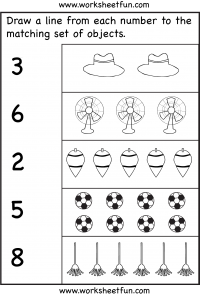 www.worksheetfun.com
Draw a line from each number to the
matching set of objects.
3
6
2
5
8
www.worksheetfun.com